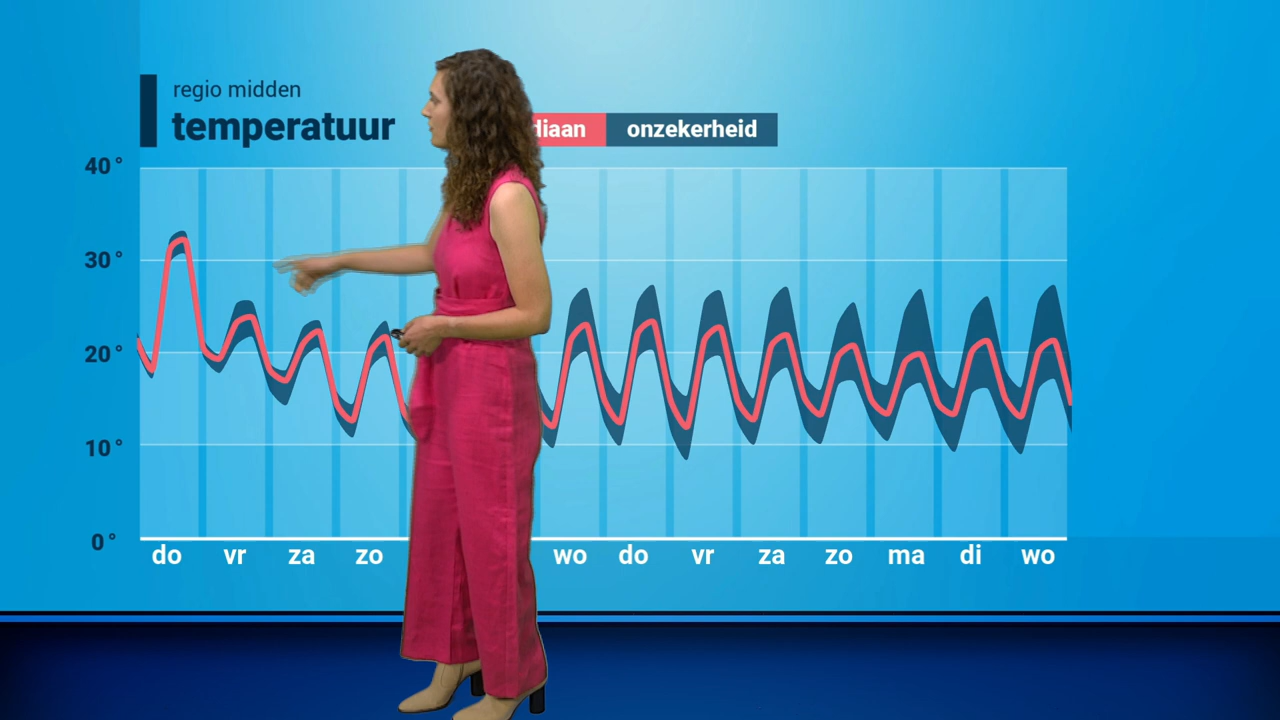 regio midden
temperatuur
diaan onzekerheid
40°
30°
20°
10°
0°
do vr za zo wo do vr za zo ma di wo